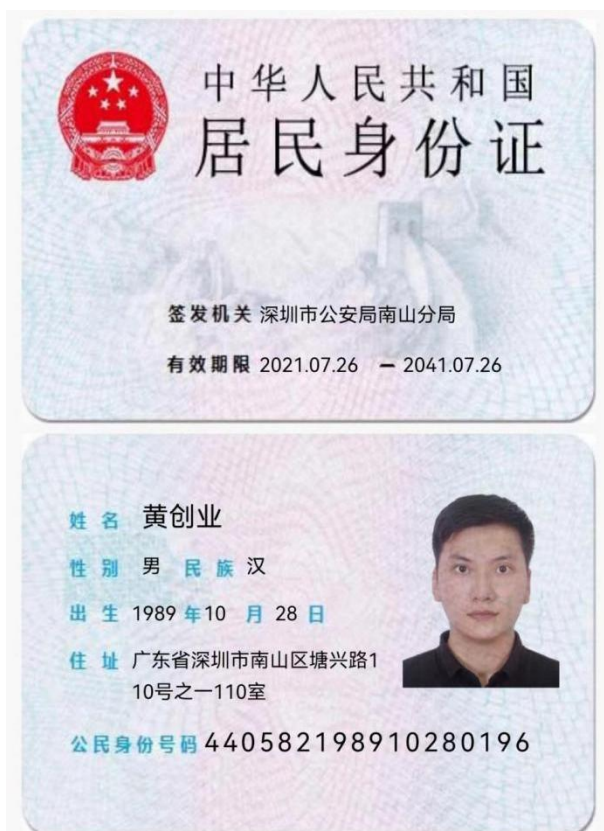 中华人民共和国
居民身份证
签发机关 深圳市公安局南山分局
有效期限 2021.07.26 — 2041.07.26
姓名 黄创业
性别 男 民族 汉
出生 1989 年 10 月 28 日
住址 广东省深圳市南山区塘兴路1
10号之一110室
公民身份号码 440582198910280196